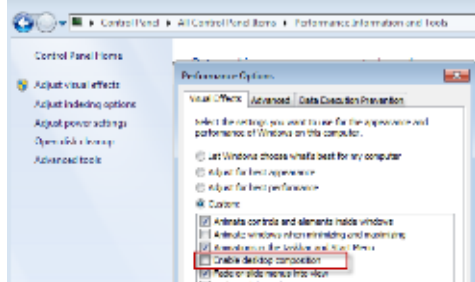 Control Panel ▸ All Control Panel Items ▸ Performance Information and Tools
Control Panel Home
Adjust visual effects
Adjust indexing options
Adjust power settings
Open disk cleanup
Advanced tools
Performance Options
Visual Effects Advanced Data Execution Prevention
Select the settings you want to use for the appearance and
performance of Windows on this computer.
Let Windows choose what's best for my computer
Adjust for best appearance
Adjust for best performance
Custom:
Animate controls and elements inside windows
Animate windows when minimizing and maximizing
Animations in the taskbar and Start Menu
Enable desktop composition
Fade or slide menus into view